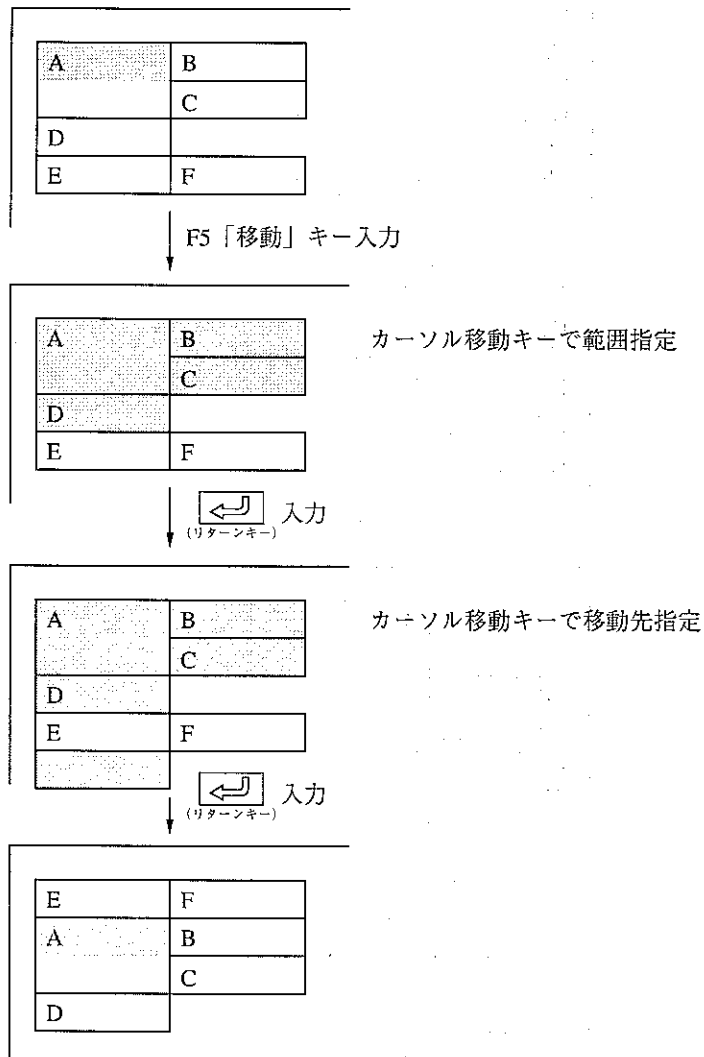 A B
C
D
E F
F5「移動」キー入力
A B
C
D
E F
カーソル移動キーで範囲指定
入力
(リターンキー)
A B
C
D
E F
カーソル移動キーで移動先指定
入力
(リターンキー)
E F
A B
C
D